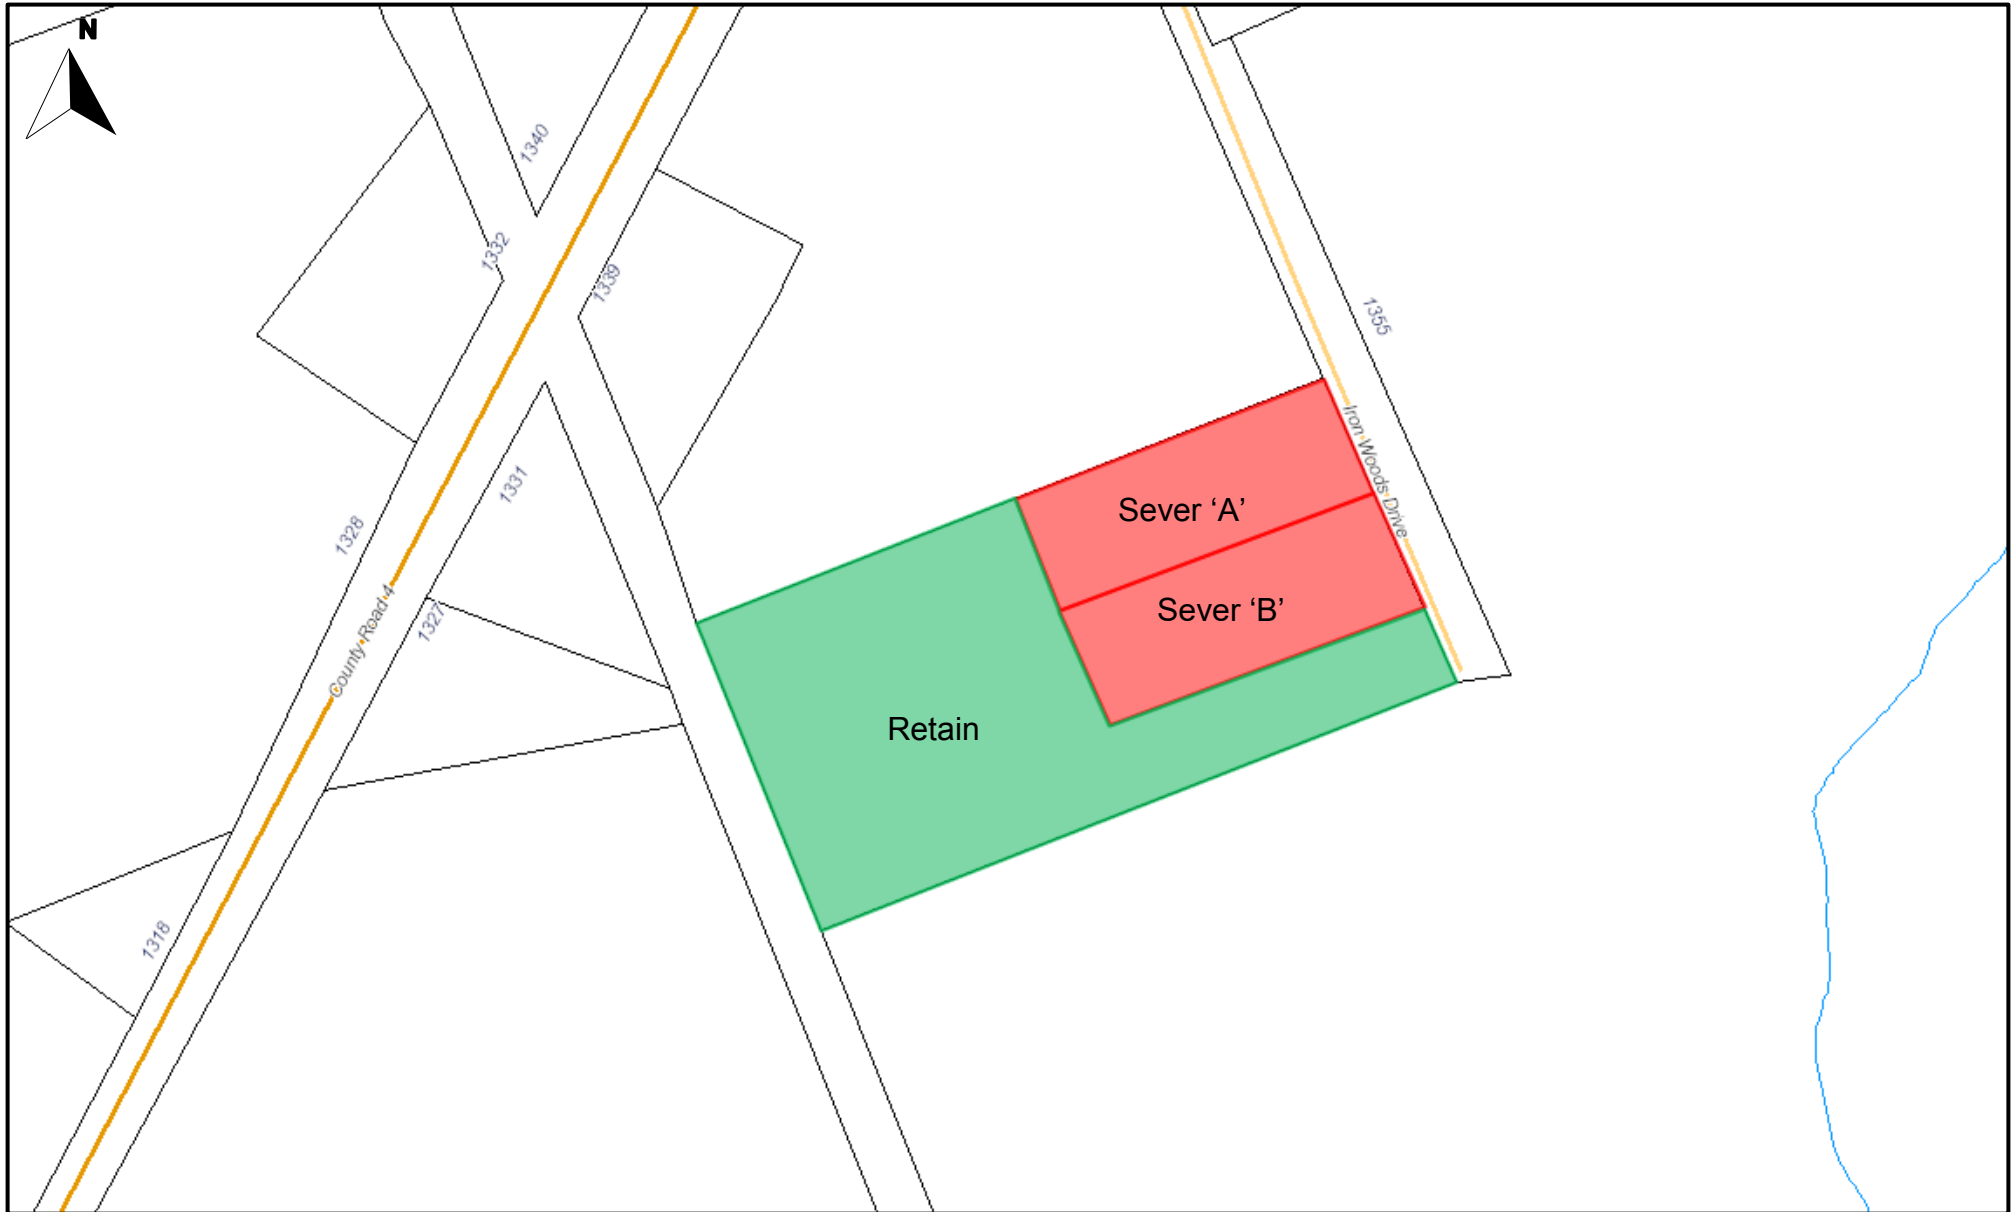 N
1340
1332
1339
1355
Iron Woods Drive
1331
Sever ‘A’
1328
Sever ‘B’
County Road 4
1327
Retain
1318